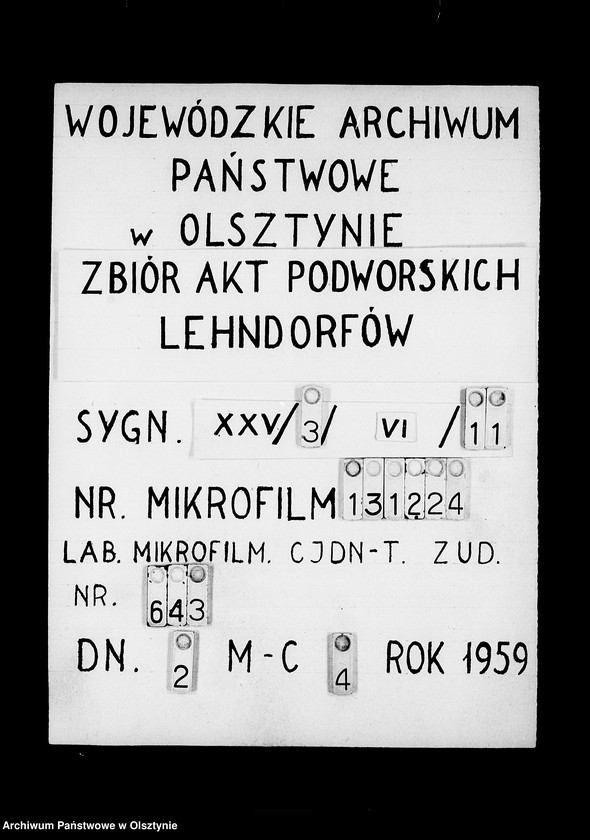 WOJEWÓDZKIE ARCHIWUM
PAŃSTWOWE
w OLSZTYNIE
ZBIÓR AKT PODWORSKICH
LEHNDORFÓW
SYGN. XXV/3/ VI /11
NR. MIKROFILM 131224
LAB. MIKROFILM. CJDN-T. ZUD.
NR. 643
DN. 2 M-C 4 ROK 1959
Archiwum Państwowe w Olsztynie